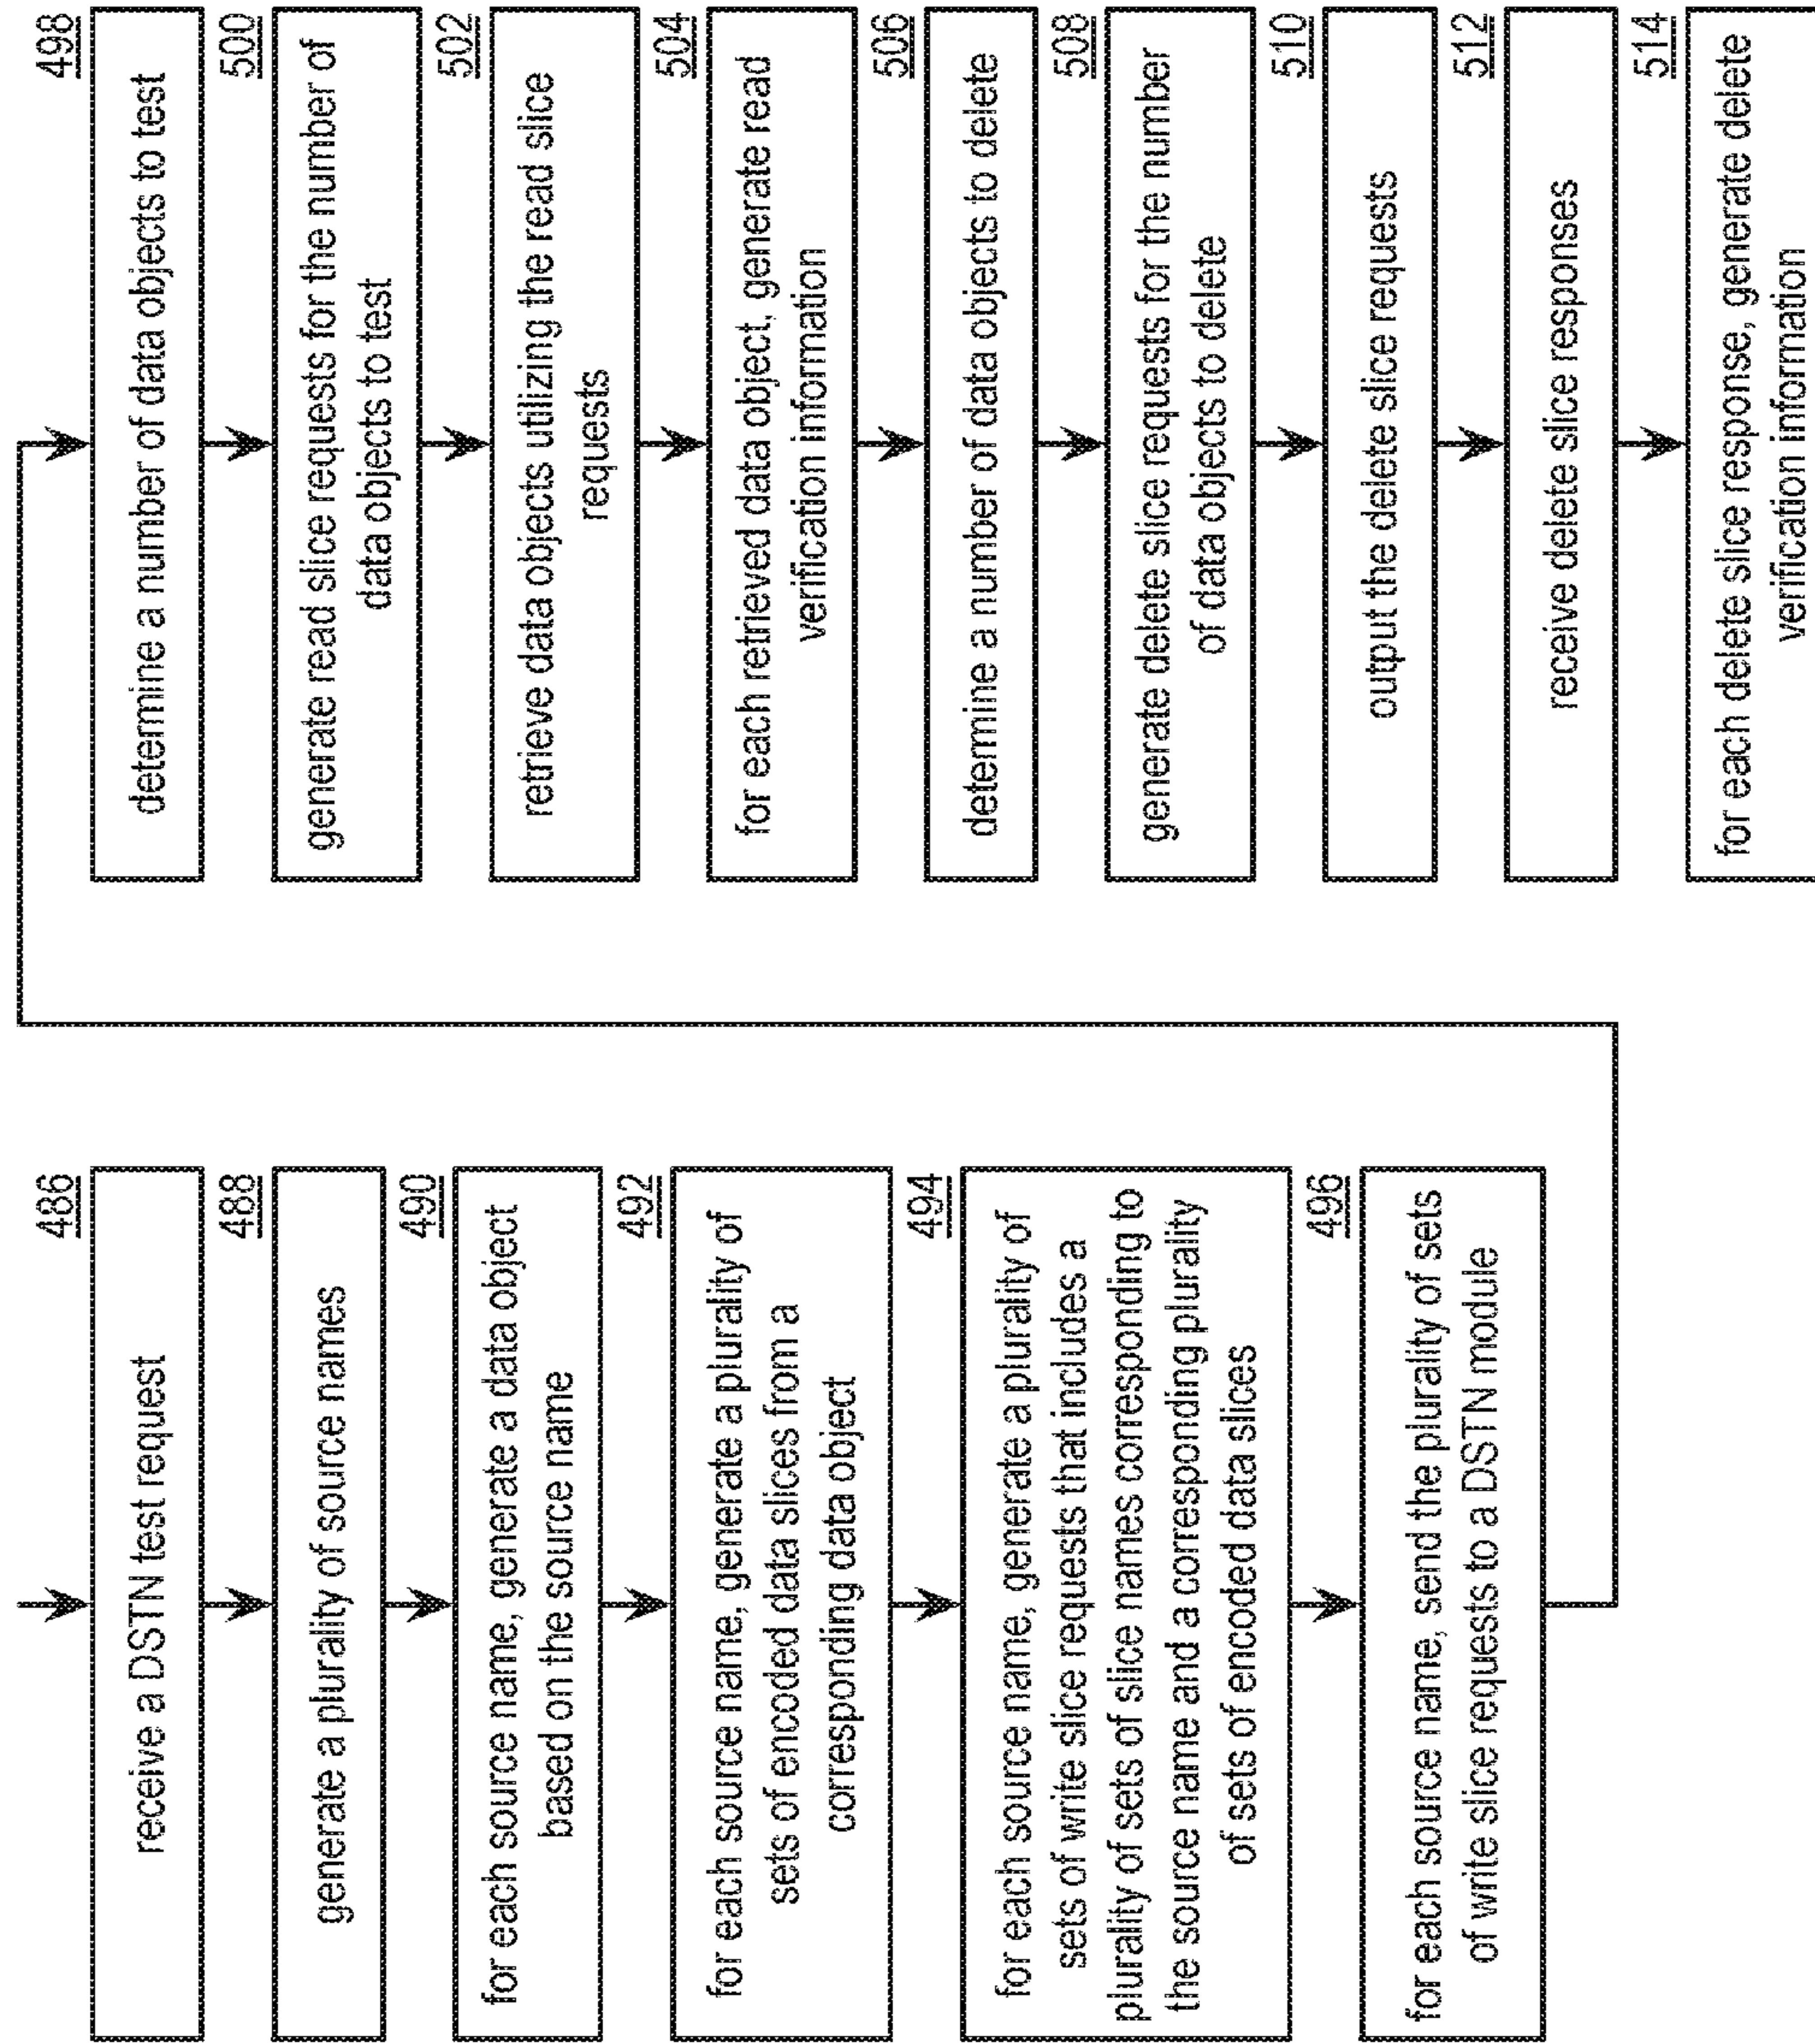 486
receive a DSTN test request
488
generate a plurality of source names
490
for each source name, generate a data object
based on the source name
492
for each source name, generate a plurality of
sets of encoded data slices from a
corresponding data object
494
for each source name, generate a plurality of
sets of write slice requests that includes a
plurality of sets of slice names corresponding to
the source name and a corresponding plurality
of sets of encoded data slices
496
for each source name, send the plurality of sets
of write slice requests to a DSTN module
498
determine a number of data objects to test
500
generate read slice requests for the number of
data objects to test
502
retrieve data objects utilizing the read slice
requests
504
for each retrieved data object, generate read
verification information
506
determine a number of data objects to delete
508
generate delete slice requests for the number
of data objects to delete
510
output the delete slice requests
512
receive delete slice responses
514
for each delete slice response, generate delete
verification information